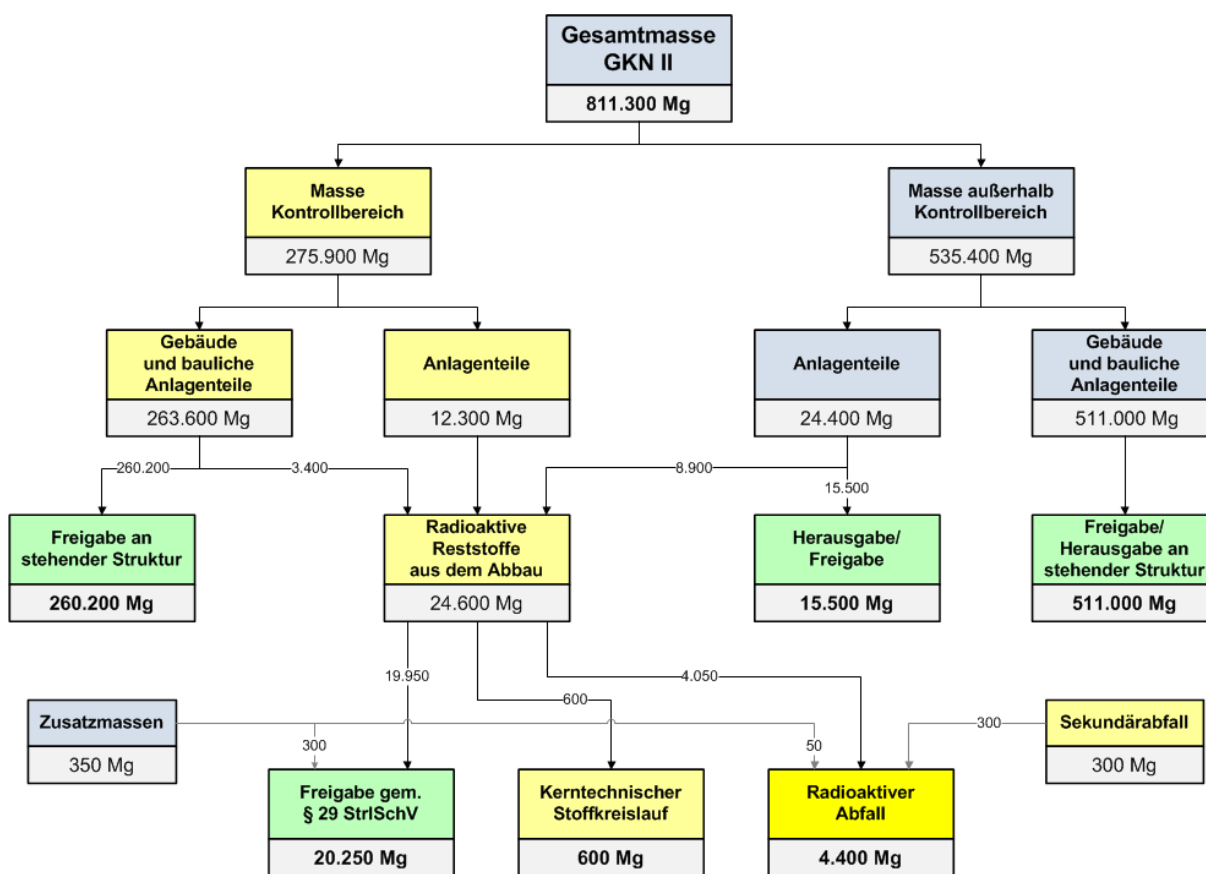 Gesamtmasse
GKN II
811.300 Mg
Masse
Kontrollbereich
275.900 Mg
Masse außerhalb
Kontrollbereich
535.400 Mg
Gebäude
und bauliche
Anlagenteile
263.600 Mg
Anlagenteile
12.300 Mg
Anlagenteile
24.400 Mg
Gebäude
und bauliche
Anlagenteile
511.000 Mg
260.200
3.400
8.900
15.500
Freigabe an
stehender Struktur
260.200 Mg
Radioaktive
Reststoffe
aus dem Abbau
24.600 Mg
Herausgabe/
Freigabe
15.500 Mg
Freigabe/
Herausgabe an
stehender Struktur
511.000 Mg
19.950
600
4.050
Zusatzmassen
350 Mg
300
50
300
Sekundärabfall
300 Mg
Freigabe gem.
§ 29 StrlSchV
20.250 Mg
Kerntechnischer
Stoffkreislauf
600 Mg
Radioaktiver
Abfall
4.400 Mg